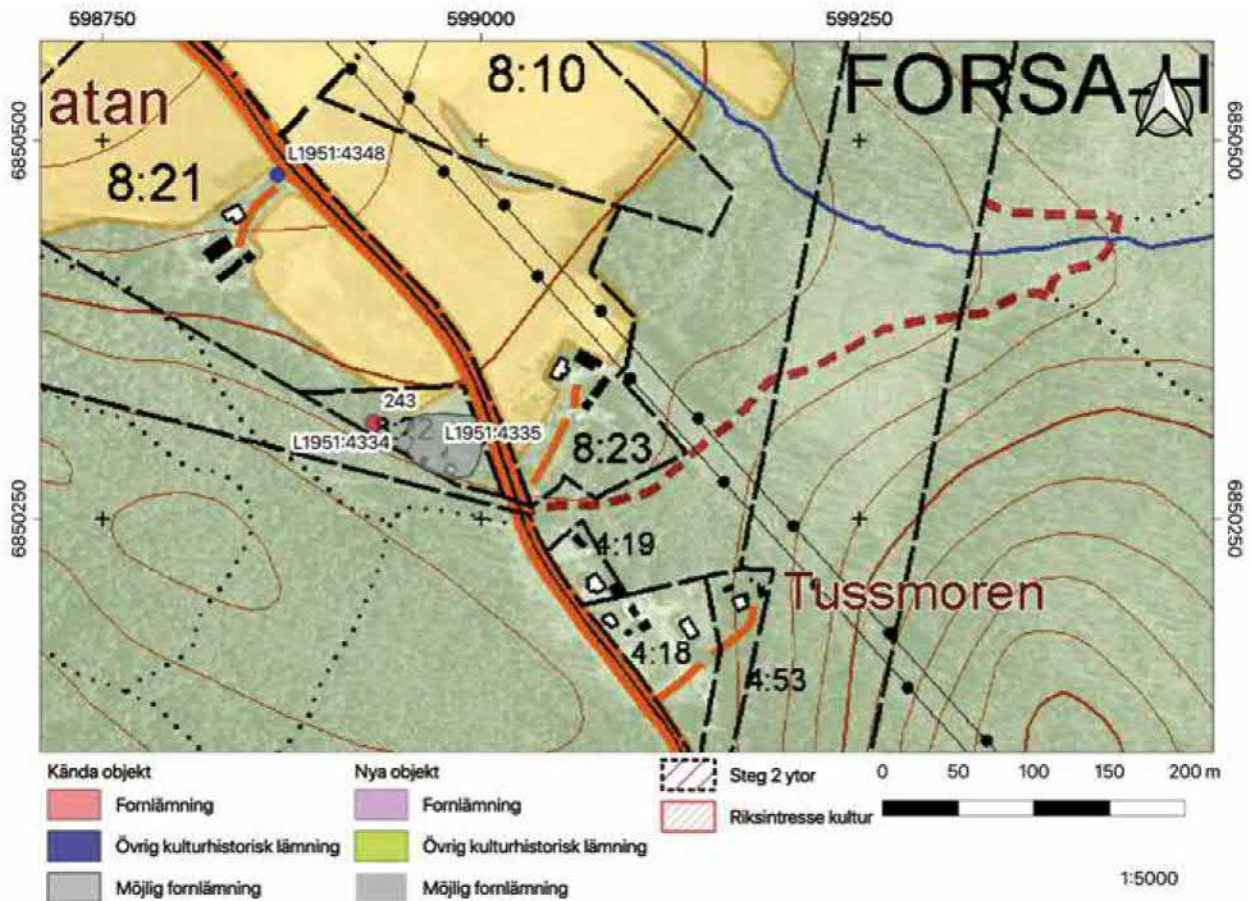 598750 599000 599250
8:10 FORSA-H
atan
6850500 6850500
L1951:4348
8:21
243
L1951:4334 L1951:4335
8:23
6850250 6850250
4:19
Tussmoren
4:18
4:53
Kända objekt Nya objekt Steg 2 ytor 0 50 100 150 200 m
Fornlämning Fornlämning Riksintresse kultur
Övrig kulturhistorisk lämning Övrig kulturhistorisk lämning
Möjlig fornlämning Möjlig fornlämning 1:5000